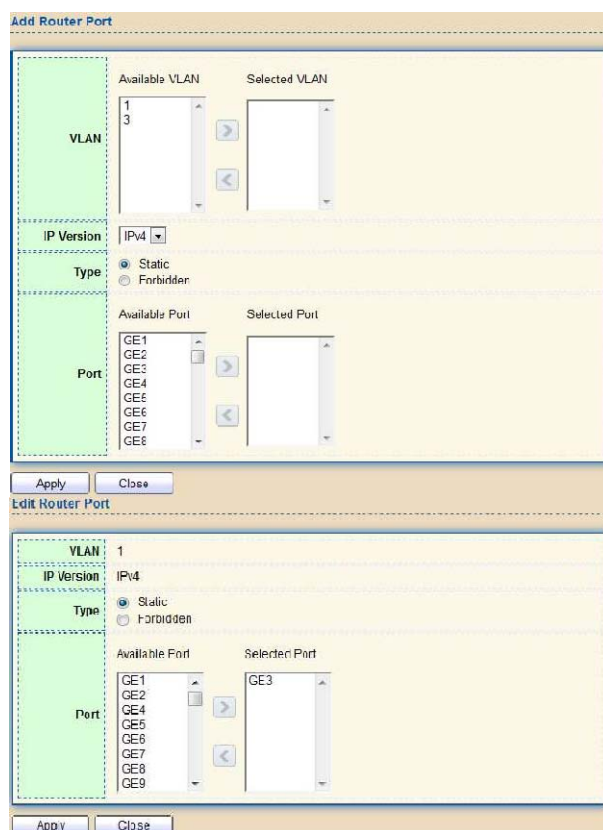 Add Router Port
Available VLAN Selected VLAN
VLAN
1
3
IP Version IPv4
Type
Static
Forbidden
Available Port Selected Port
Port
GE1
GE2
GE3
GE4
GE5
GE6
GE7
GE8
Apply Close
Edit Router Port
VLAN 1
IP Version IPv4
Type
Static
Forbidden
Available Port Selected Port
Port
GE1 GE3
GE2
GE4
GE5
GE6
GE7
GE8
GE9
Apply Close